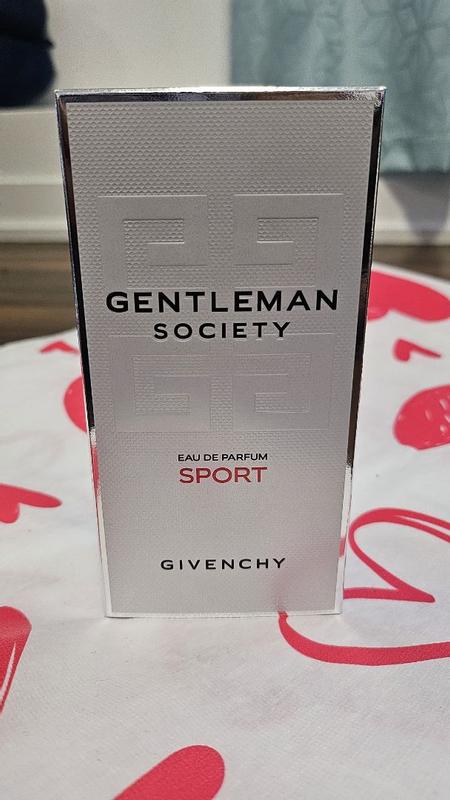 GENTLEMAN
SOCIETY
EAU DE PARFUM
SPORT
GIVENCHY